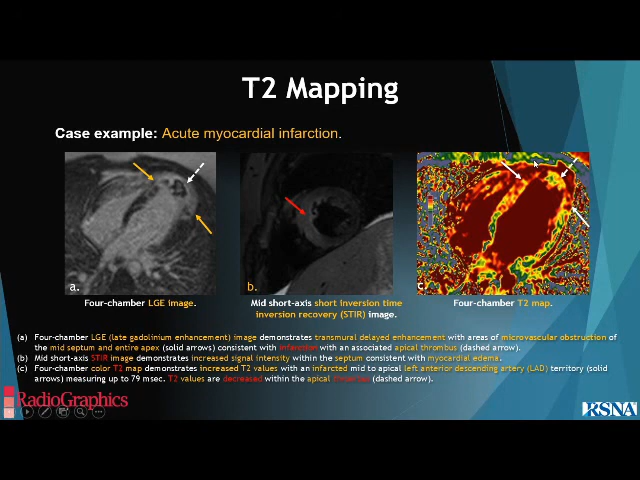 T2 Mapping
Case example: Acute myocardial infarction.
a.
b.
c.
Four-chamber LGE image.
Mid short-axis short inversion time
inversion recovery (STIR) image.
Four-chamber T2 map.
(a) Four-chamber LGE (late gadolinium enhancement) image demonstrates transmural delayed enhancement with areas of microvascular obstruction of
the mid septum and entire apex (solid arrows) consistent with infarction with an associated apical thrombus (dashed arrow).
(b) Mid short-axis STIR image demonstrates increased signal intensity within the septum consistent with myocardial edema.
(c) Four-chamber color T2 map demonstrates increased T2 values with an infarcted mid to apical left anterior descending artery (LAD) territory (solid
arrows) measuring up to 79 msec. T2 values are decreased within the apical thrombus (dashed arrow).
RadioGraphics
RSNA